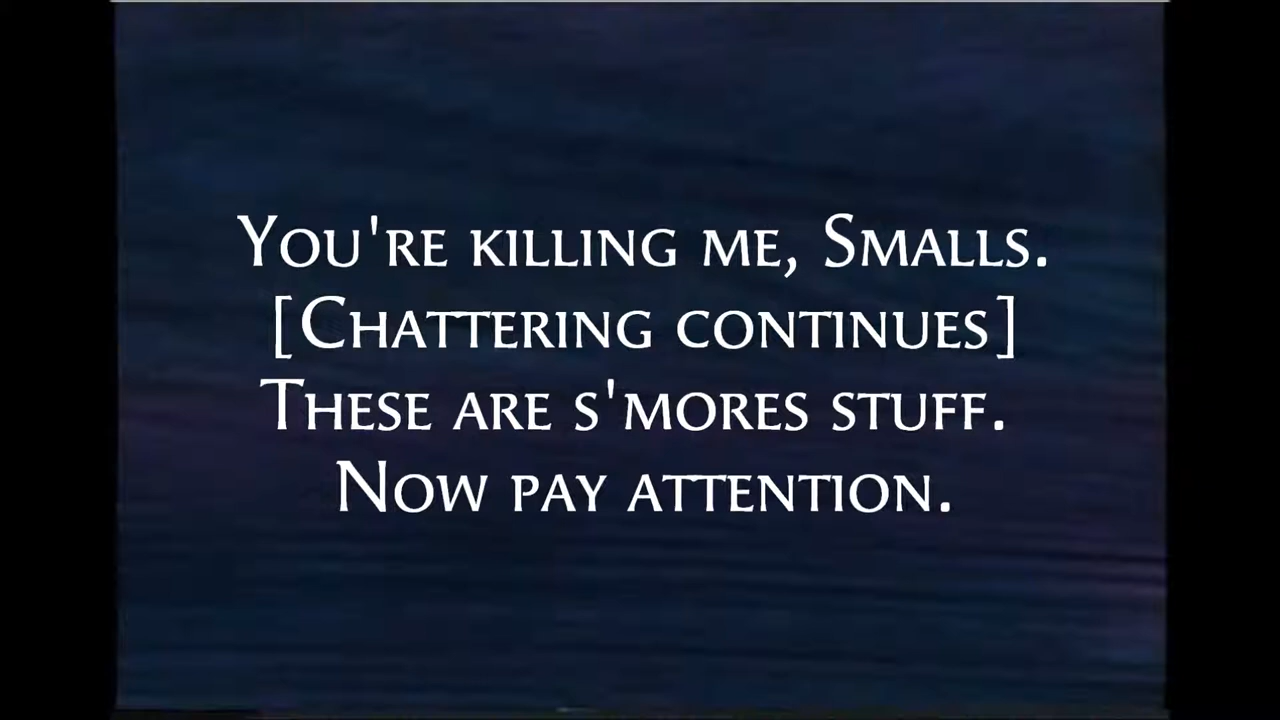 You're killing me, Smalls.
[Chattering continues]
These are s'mores stuff.
Now pay attention.